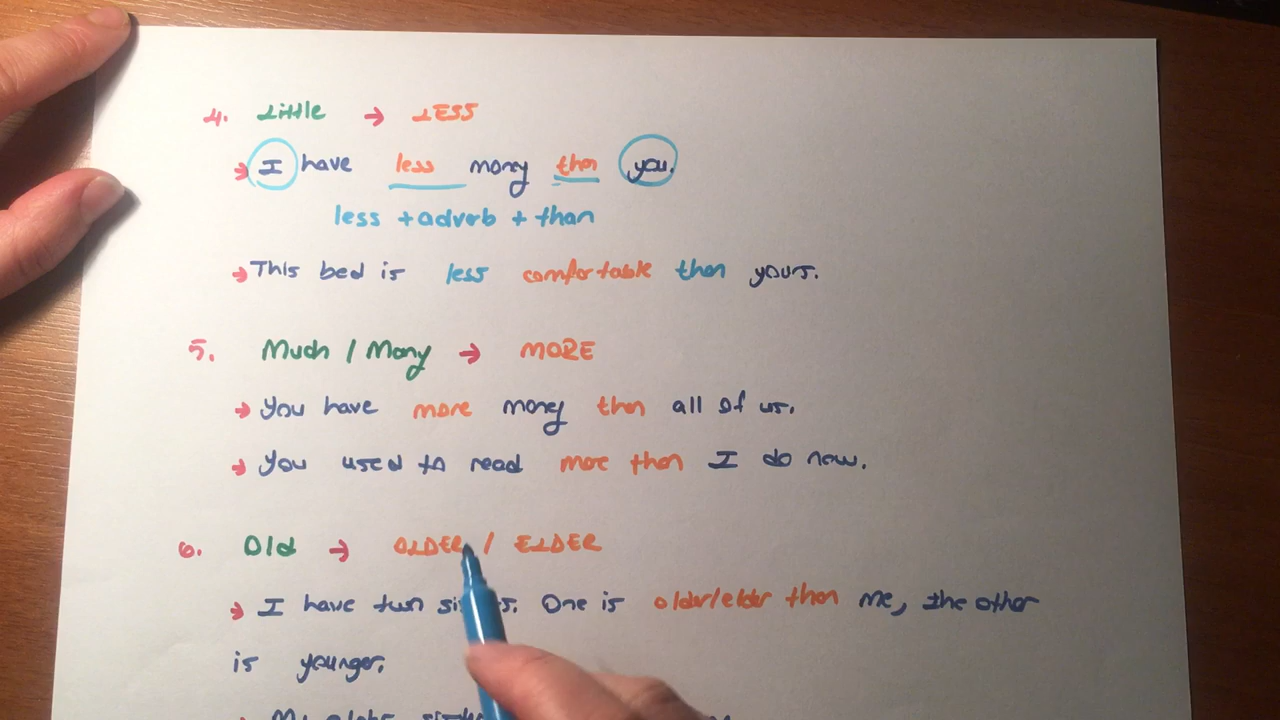 4. Little → LESS
→ I have less money than you.
less + adverb + than
→ This bed is less comfortable than yours.
5. Much / Many → MORE
→ You have more money than all of us.
→ You used to read more than I do now.
6. Old → OLDER / ELDER
→ I have two One is older/elder than me, the other
is younger.
→ My